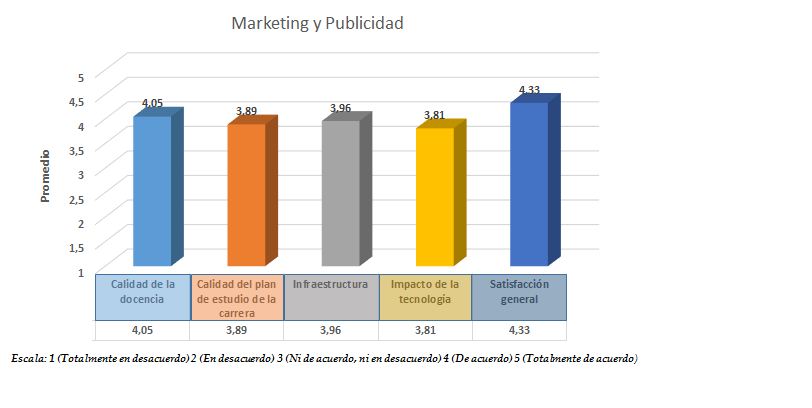 Marketing y Publicidad
5
4,5
4
3,5
3
2,5
2
1,5
1
Promedio
4,05
3,89
3,96
3,81
4,33
Calidad de la
docencia
Calidad del plan
de estudio de la
carrera
Infraestructura
Impacto de la
tecnología
Satisfacción
general
4,05 3,89 3,96 3,81 4,33
Escala: 1 (Totalmente en desacuerdo) 2 (En desacuerdo) 3 (Ni de acuerdo, ni en desacuerdo) 4 (De acuerdo) 5 (Totalmente de acuerdo)